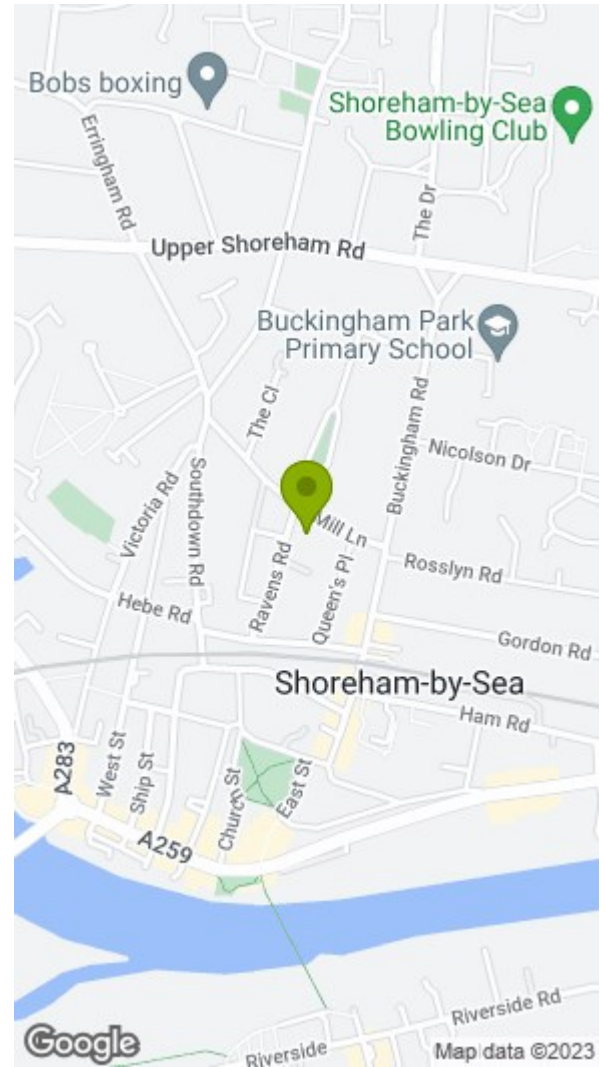 Bobs boxing
Shoreham-by-Sea
Bowling Club
Erringham Rd
The Dr
Upper Shoreham Rd
Buckingham Park
Primary School
The Cl
Buckingham Rd
Nicolson Dr
Victoria Rd
Southdown Rd
Mill Ln
Ravens Rd
Queen's Pl
Rosslyn Rd
Hebe Rd
Gordon Rd
Shoreham-by-Sea
Ham Rd
A283
West St
Ship St
Church St
East St
A259
Riverside Rd
Riverside
Google
Map data ©2023